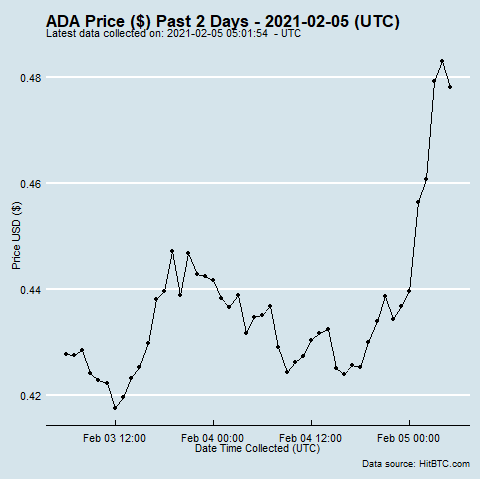 ADA Price ($) Past 2 Days - 2021-02-05 (UTC)
Latest data collected on: 2021-02-05 05:01:54  - UTC
0.48
0.46
0.44
0.42
Price USD ($)
Feb 03 12:00
Feb 04 00:00
Feb 04 12:00
Feb 05 00:00
Date Time Collected (UTC)
Data source: HitBTC.com